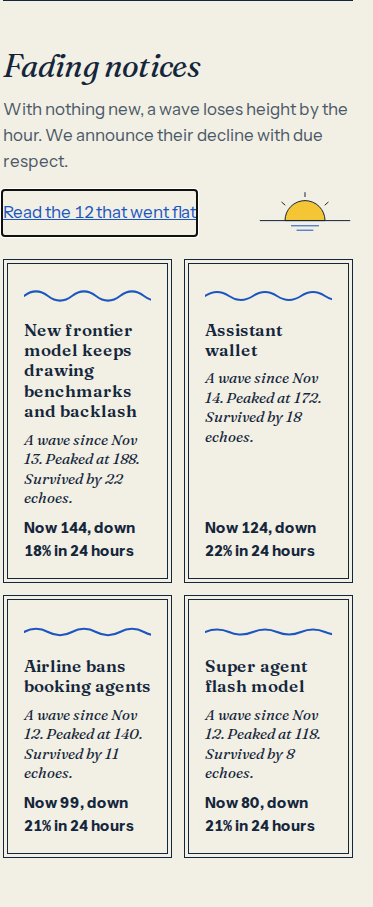 Fading notices
With nothing new, a wave loses height by the
hour. We announce their decline with due
respect.
Read the 12 that went flat
New frontier
model keeps
drawing
benchmarks
and backlash
A wave since Nov
13. Peaked at 188.
Survived by 22
echoes.
Now 144, down
18% in 24 hours
Assistant
wallet
A wave since Nov
14. Peaked at 172.
Survived by 18
echoes.
Now 124, down
22% in 24 hours
Airline bans
booking agents
A wave since Nov
12. Peaked at 140.
Survived by 11
echoes.
Now 99, down
21% in 24 hours
Super agent
flash model
A wave since Nov
12. Peaked at 118.
Survived by 8
echoes.
Now 80, down
21% in 24 hours